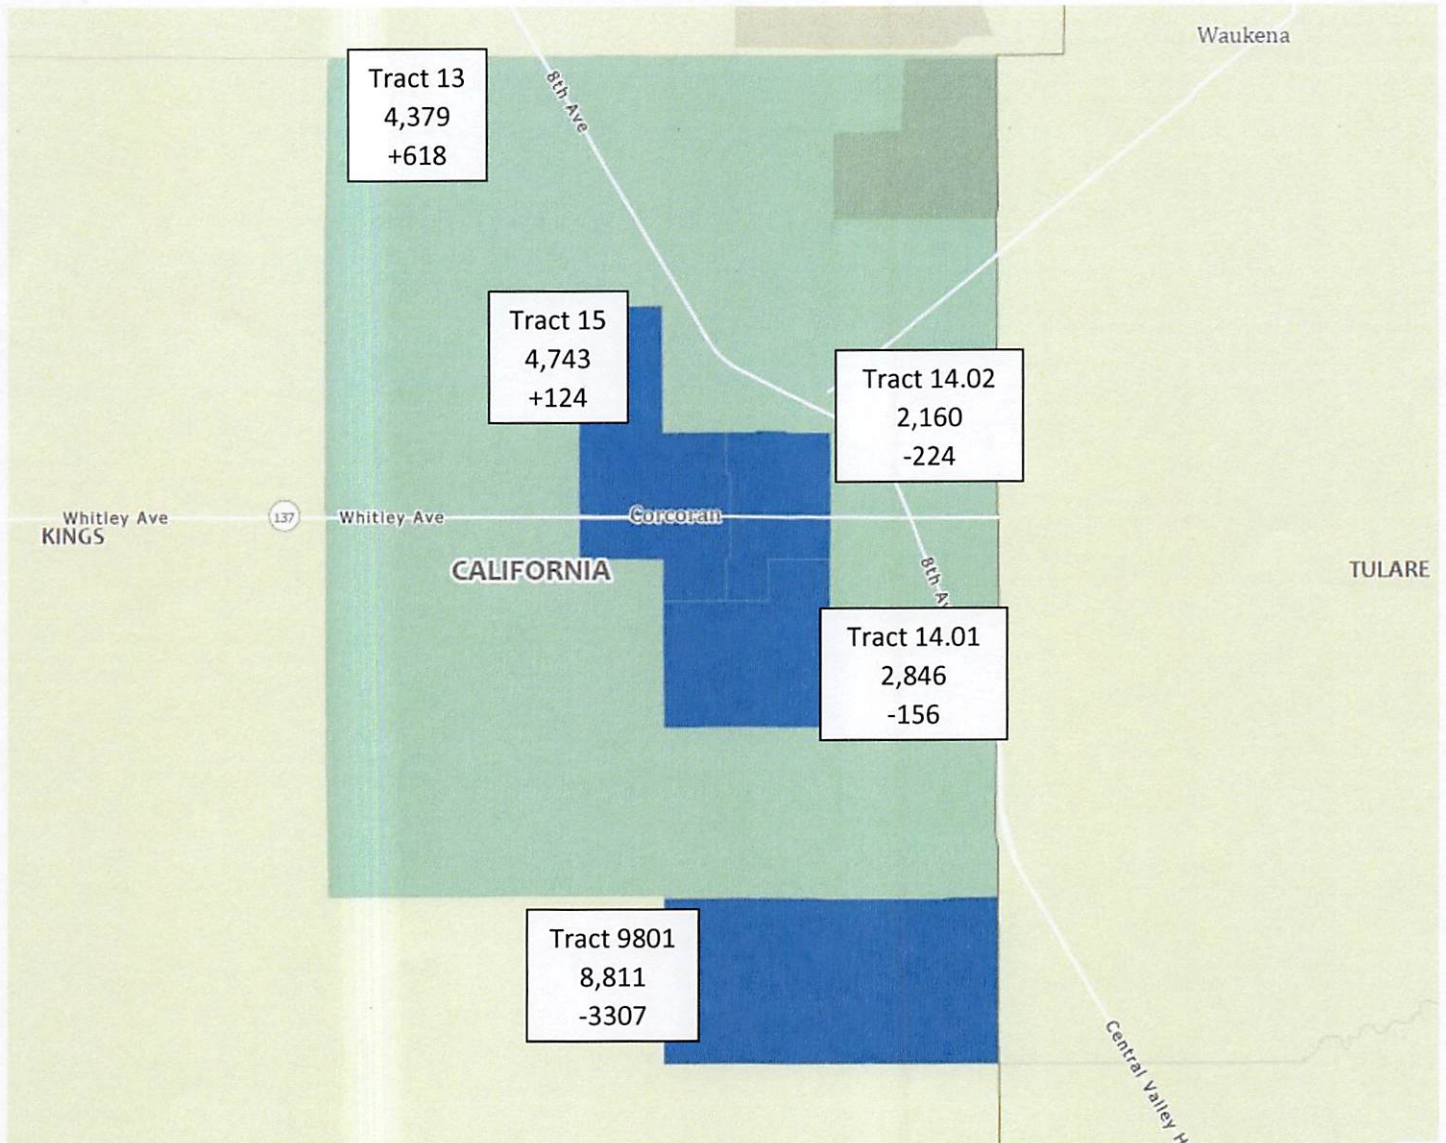 Waukena
Tract 13
4,379
+618
8th Ave
Tract 15
4,743
+124
Tract 14.02
2,160
-224
Whitley Ave
137
Whitley Ave
Corcoran
KINGS
CALIFORNIA
TULARE
8th Av
Tract 14.01
2,846
-156
Tract 9801
8,811
-3307
Central Valley H